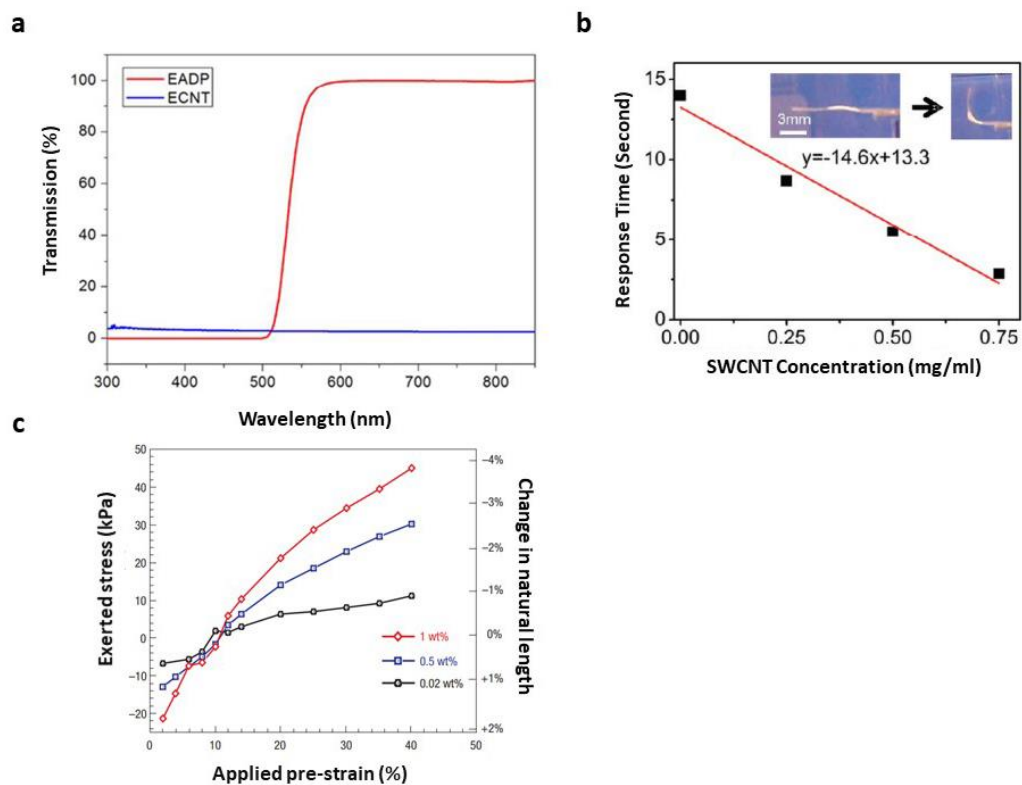 a
100
80
60
40
20
0
EADP
ECNT
Transmission (%)
300 400 500 600 700 800
Wavelength (nm)
b
15
10
5
0
3mm
y=-14.6x+13.3
Response Time (Second)
0.00 0.25 0.50 0.75
SWCNT Concentration (mg/ml)
c
50
40
30
20
10
0
−10
−20
Exerted stress (kPa)
−4%
−3%
−2%
−1%
0%
+1%
+2%
Change in natural length
1 wt%
0.5 wt%
0.02 wt%
0 10 20 30 40 50
Applied pre-strain (%)